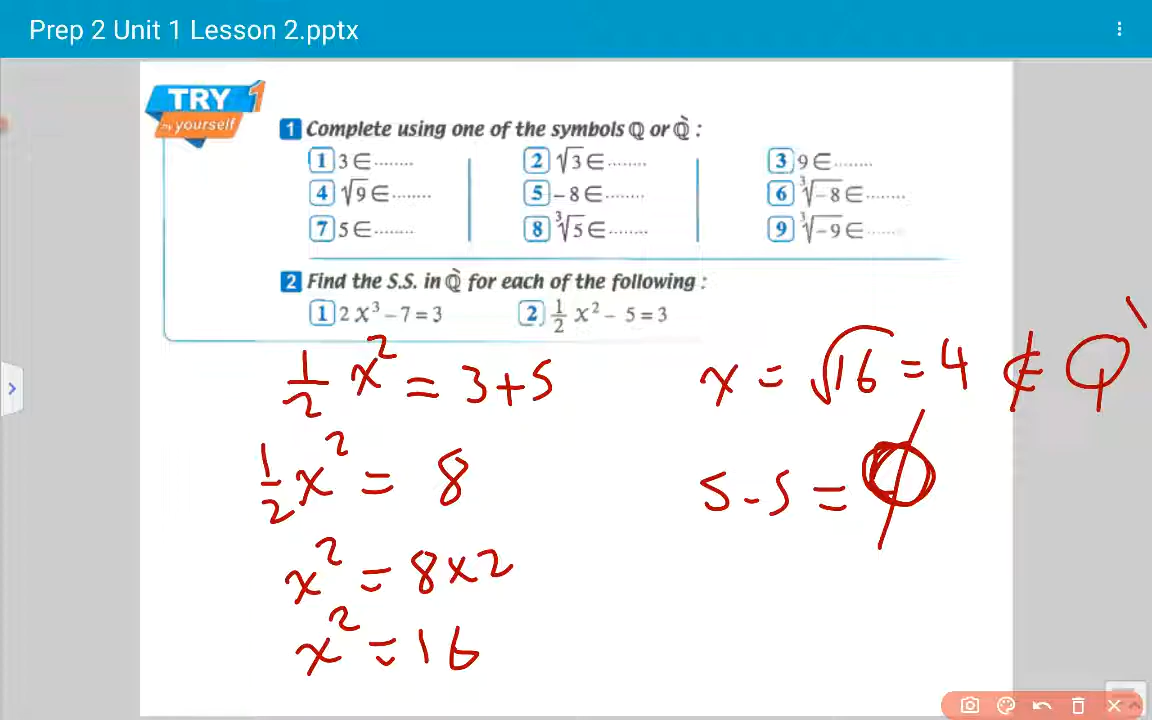 Prep 2 Unit 1 Lesson 2.pptx
TRY 1
by yourself
1 Complete using one of the symbols ℚ or ℚ̀ :
1 3 ∈ ........
2 √3 ∈ ........
3 9 ∈ ........
4 √9 ∈ ........
5 – 8 ∈ ........
6 ∛–8 ∈ ........
7 5 ∈ ........
8 ∛5 ∈ ........
9 ∛–9 ∈ ........
2 Find the S.S. in ℚ̀ for each of the following :
1 2 x³ – 7 = 3
2 1/2 x² – 5 = 3
1/2 x² = 3+5
1/2 x² = 8
x² = 8×2
x² = 16
x = √16 = 4 ∉ Q'
S-S = ∅